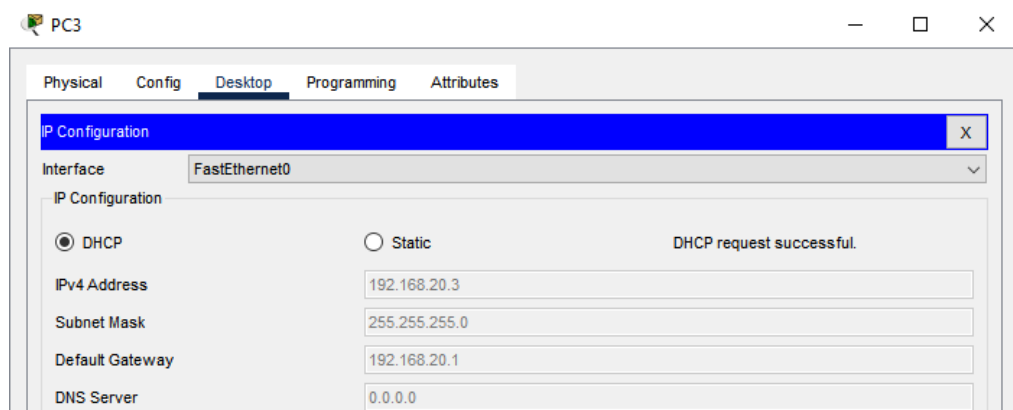 PC3
Physical Config Desktop Programming Attributes
IP Configuration X
Interface FastEthernet0
IP Configuration
DHCP Static DHCP request successful.
IPv4 Address 192.168.20.3
Subnet Mask 255.255.255.0
Default Gateway 192.168.20.1
DNS Server 0.0.0.0